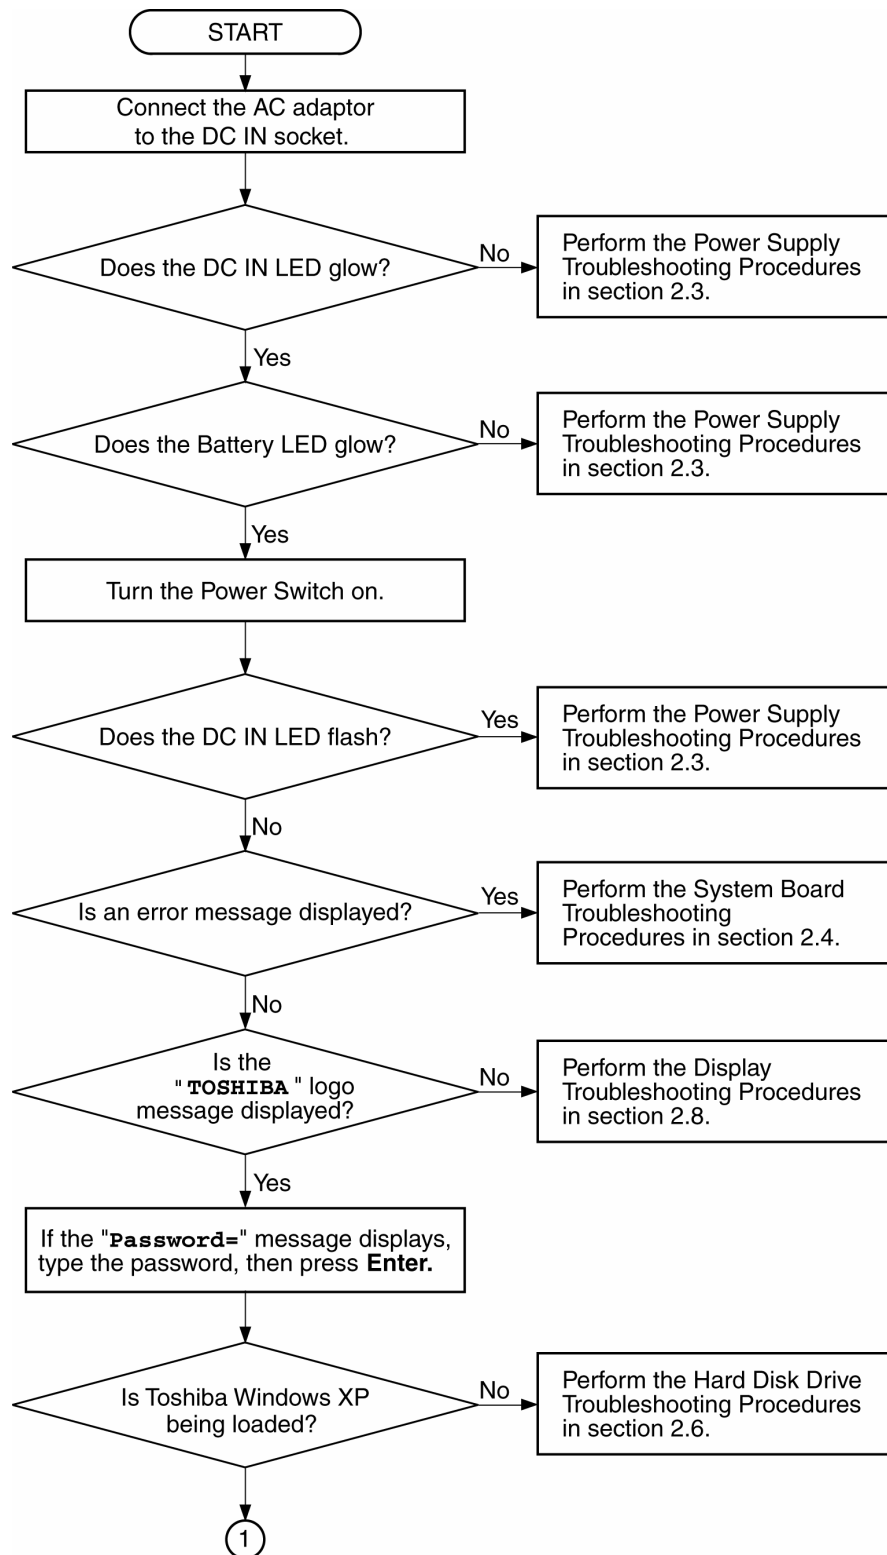 START
Connect the AC adaptor
to the DC IN socket.
Does the DC IN LED glow?
No
Perform the Power Supply
Troubleshooting Procedures
in section 2.3.
Yes
Does the Battery LED glow?
No
Perform the Power Supply
Troubleshooting Procedures
in section 2.3.
Yes
Turn the Power Switch on.
Does the DC IN LED flash?
Yes
Perform the Power Supply
Troubleshooting Procedures
in section 2.3.
No
Is an error message displayed?
Yes
Perform the System Board
Troubleshooting
Procedures in section 2.4.
No
Is the
"TOSHIBA" logo
message displayed?
No
Perform the Display
Troubleshooting Procedures
in section 2.8.
Yes
If the "Password=" message displays,
type the password, then press Enter.
Is Toshiba Windows XP
being loaded?
No
Perform the Hard Disk Drive
Troubleshooting Procedures
in section 2.6.
1